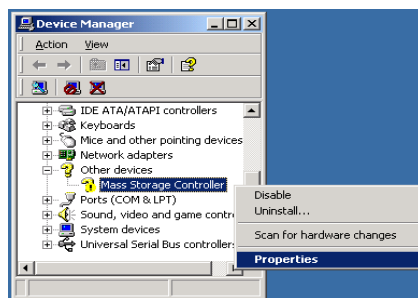 Device Manager
Action View
IDE ATA/ATAPI controllers
Keyboards
Mice and other pointing devices
Network adapters
Other devices
Mass Storage Controller
Ports (COM & LPT)
Sound, video and game contr
System devices
Universal Serial Bus controllers
Disable
Uninstall...
Scan for hardware changes
Properties